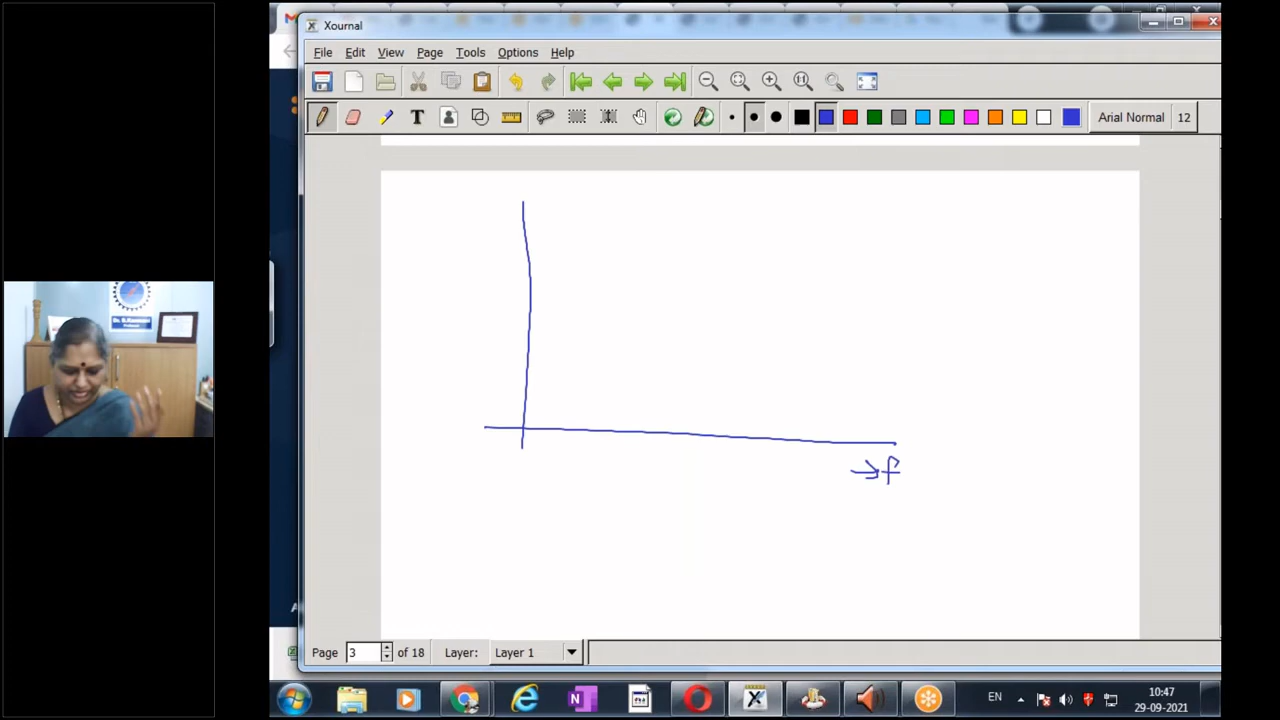 Xournal
File Edit View Page Tools Options Help
Arial Normal 12
→f
Page 3 of 18 Layer: Layer 1
EN 10:47
29-09-2021